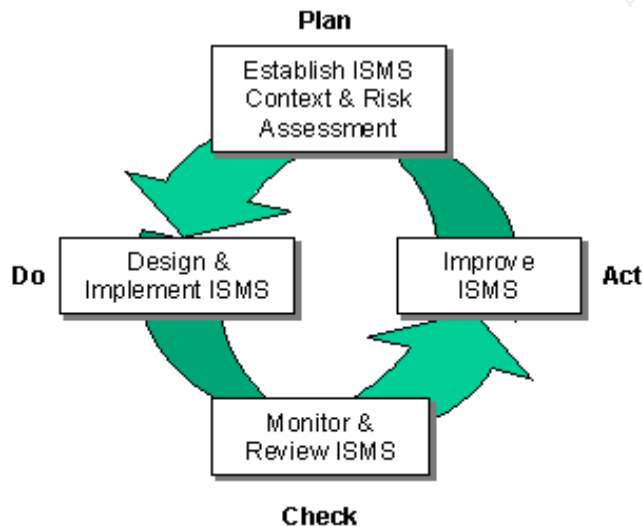 Plan
Establish ISMS
Context & Risk
Assessment
Do
Design &
Implement ISMS
Improve
ISMS
Act
Monitor &
Review ISMS
Check